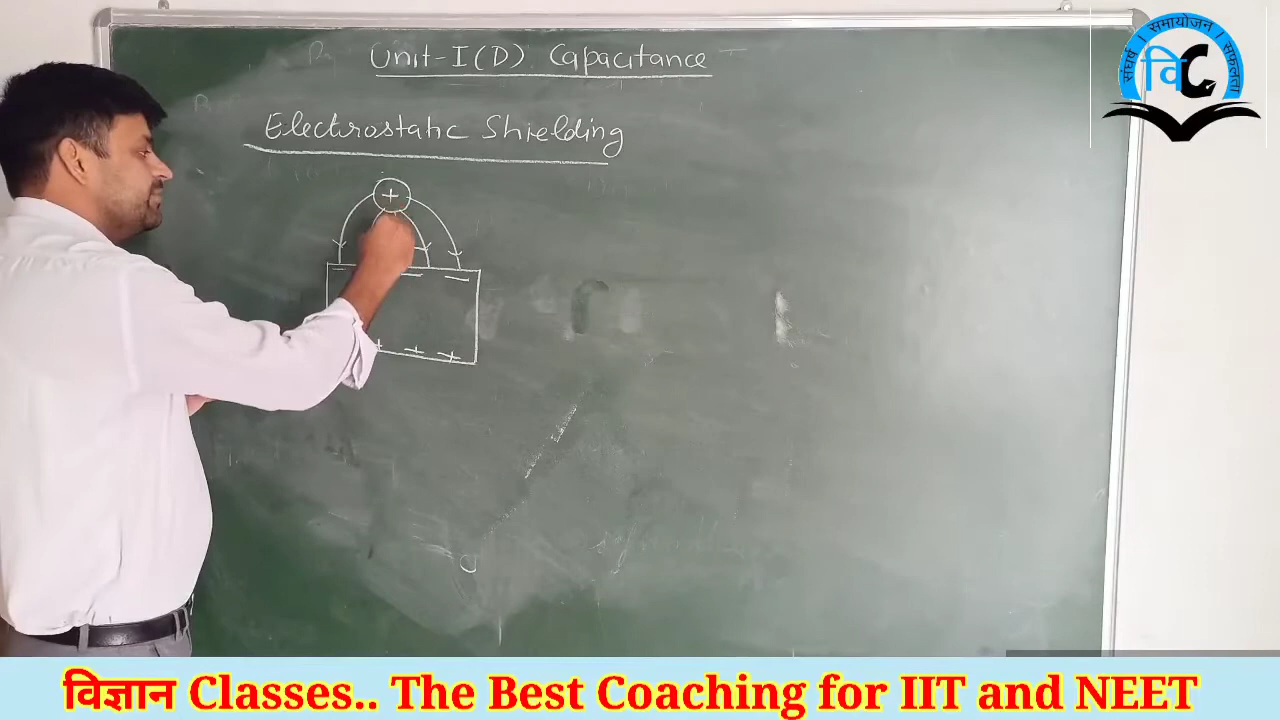 Unit-I(D) Capacitance
संघर्ष । समायोजन । सफलता
विC
Electrostatic Shielding
+
− − −
+ + +
विज्ञान Classes.. The Best Coaching for IIT and NEET